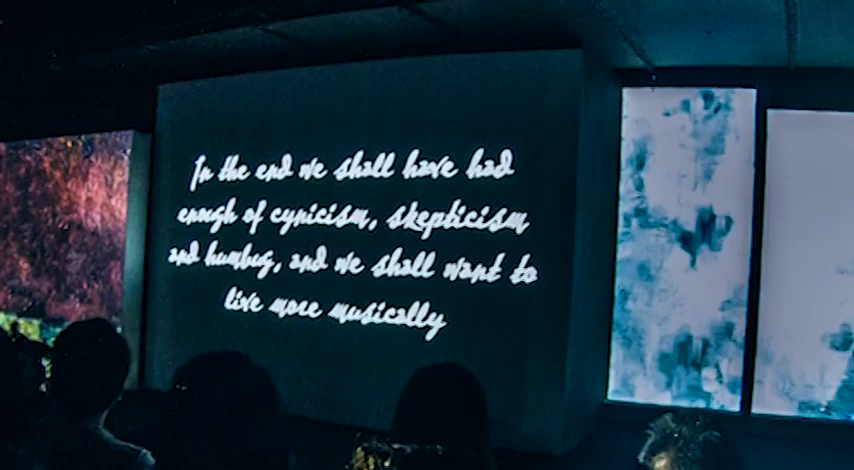 In the end we shall have had
enough of cynicism, skepticism
and humbug, and we shall want to
live more musically